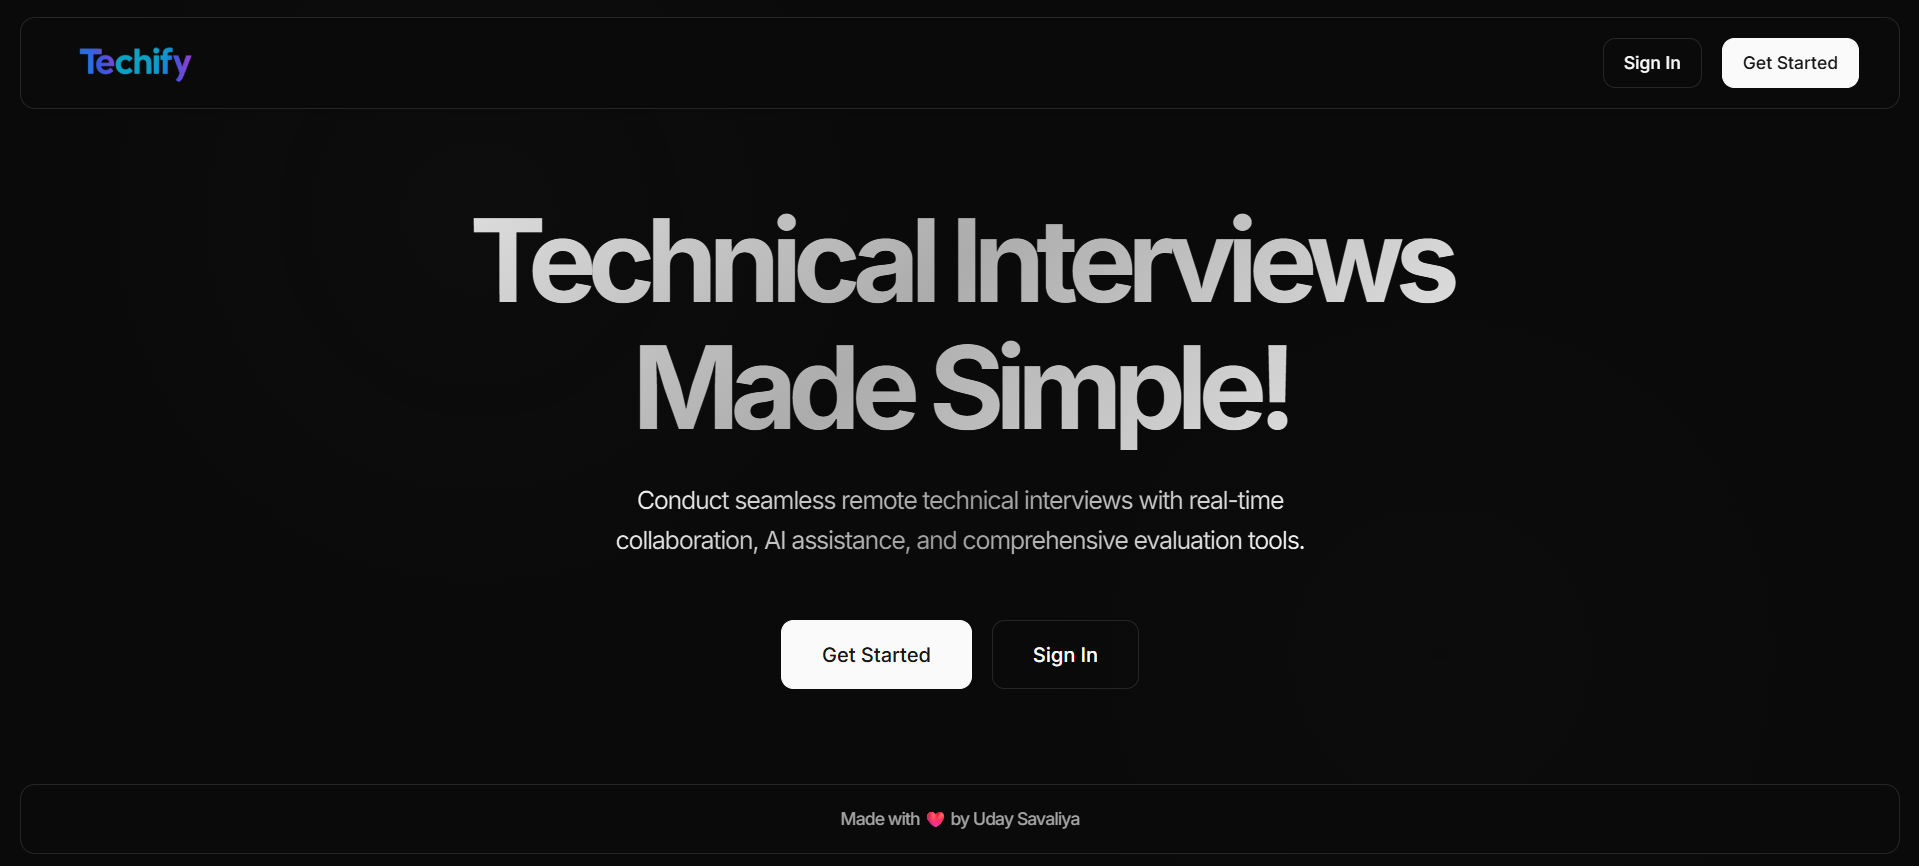 Techify
Sign In
Get Started
Technical Interviews
Made Simple!
Conduct seamless remote technical interviews with real-time
collaboration, AI assistance, and comprehensive evaluation tools.
Get Started
Sign In
Made with ❤️ by Uday Savaliya